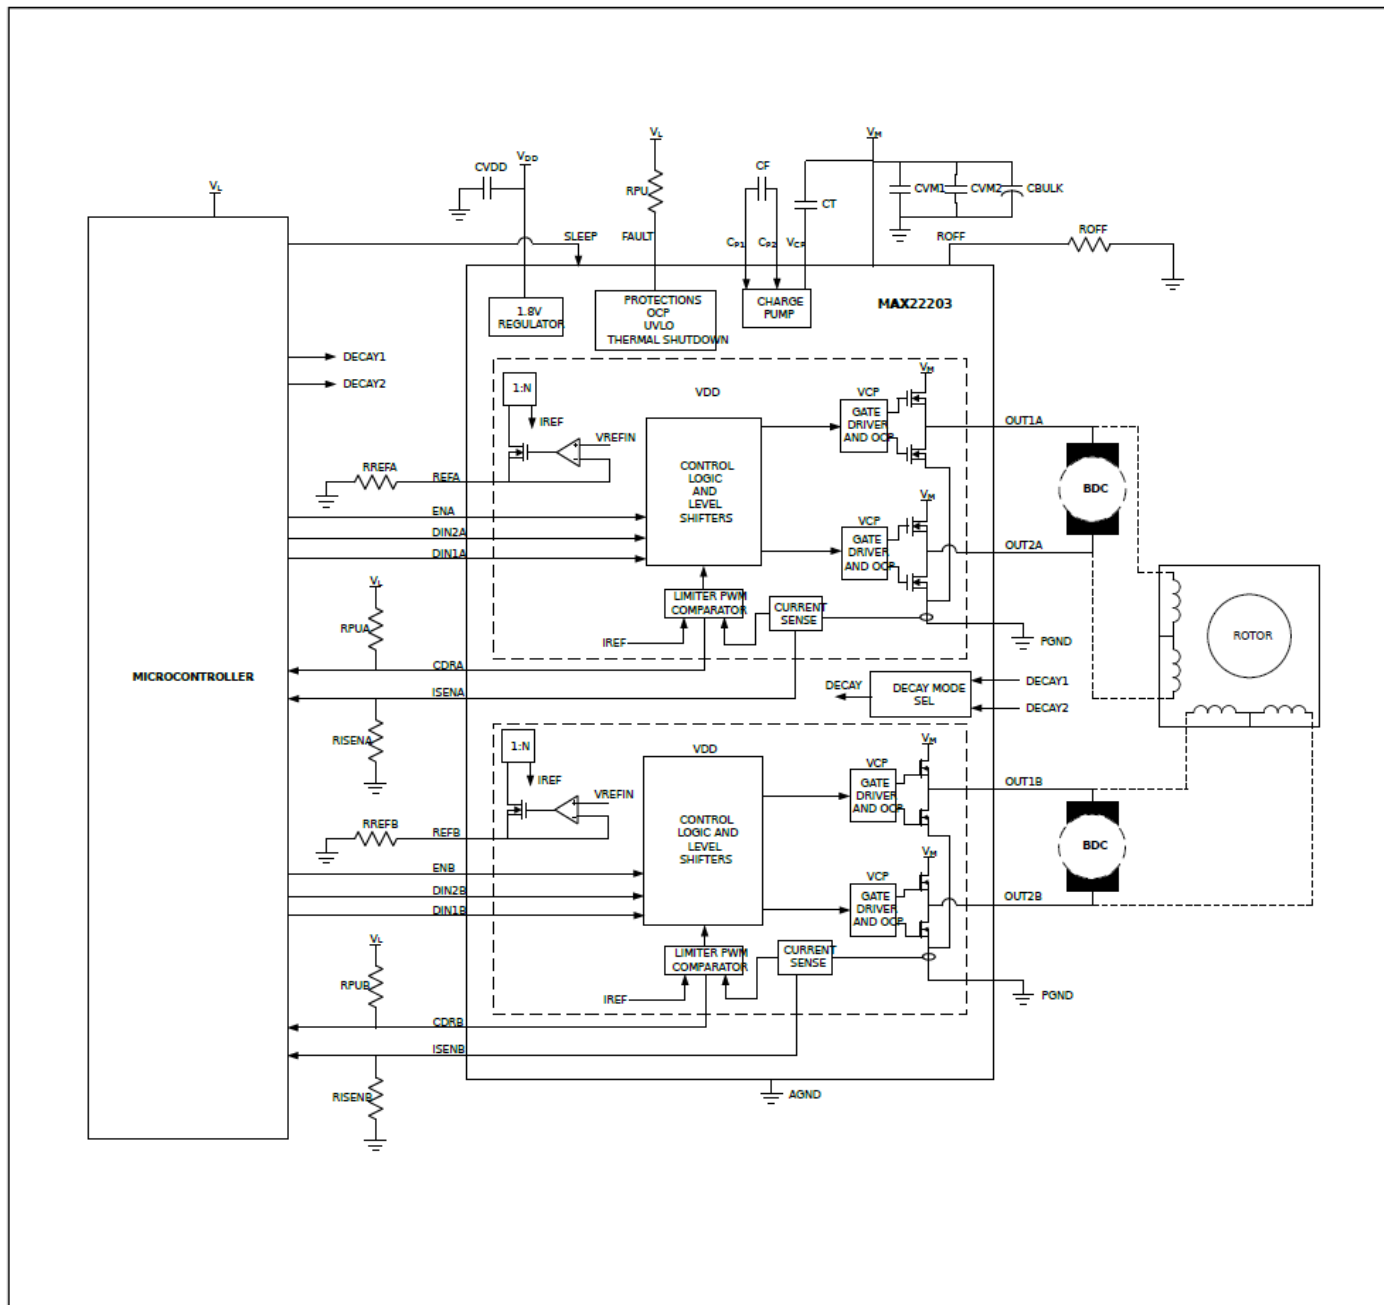 VL
VM
CVDD
VDD
CF
RPU
VL
CVM1
CVM2
CBULK
CT
SLEEP
FAULT
CP1
CP2
VCP
ROFF
ROFF
1.8V
REGULATOR
PROTECTIONS
OCP
UVLO
THERMAL SHUTDOWN
CHARGE
PUMP
MAX22203
DECAY1
DECAY2
1:N
IREF
VREFIN
VDD
VCP
VM
GATE
DRIVER
AND OCP
OUT1A
BDC
RREFA
REFA
CONTROL
LOGIC
AND
LEVEL
SHIFTERS
ENA
DIN2A
DIN1A
VM
VCP
GATE
DRIVER
AND OCP
OUT2A
VL
RPUA
LIMITER PWM
COMPARATOR
CURRENT
SENSE
IREF
PGND
ROTOR
MICROCONTROLLER
CDRA
ISENA
DECAY
DECAY MODE
SEL
DECAY1
DECAY2
RISENA
1:N
IREF
VREFIN
VDD
VCP
VM
GATE
DRIVER
AND OCP
OUT1B
BDC
RREFB
REFB
CONTROL
LOGIC AND
LEVEL
SHIFTERS
ENB
DIN2B
DIN1B
VM
VCP
GATE
DRIVER
AND OCP
OUT2B
VL
RPUB
LIMITER PWM
COMPARATOR
CURRENT
SENSE
IREF
PGND
CDRB
ISENB
RISENB
AGND